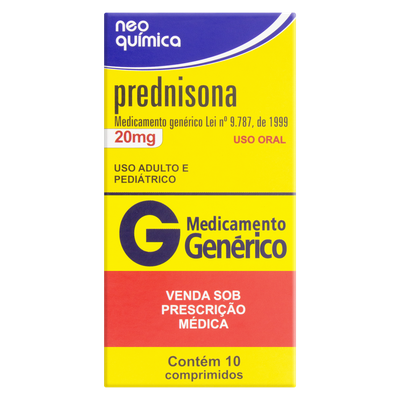 neo
química
prednisona
Medicamento genérico Lei nº 9.787, de 1999
20mg
USO ORAL
USO ADULTO E
PEDIÁTRICO
G Medicamento
Genérico
VENDA SOB
PRESCRIÇÃO
MÉDICA
Contém 10
comprimidos